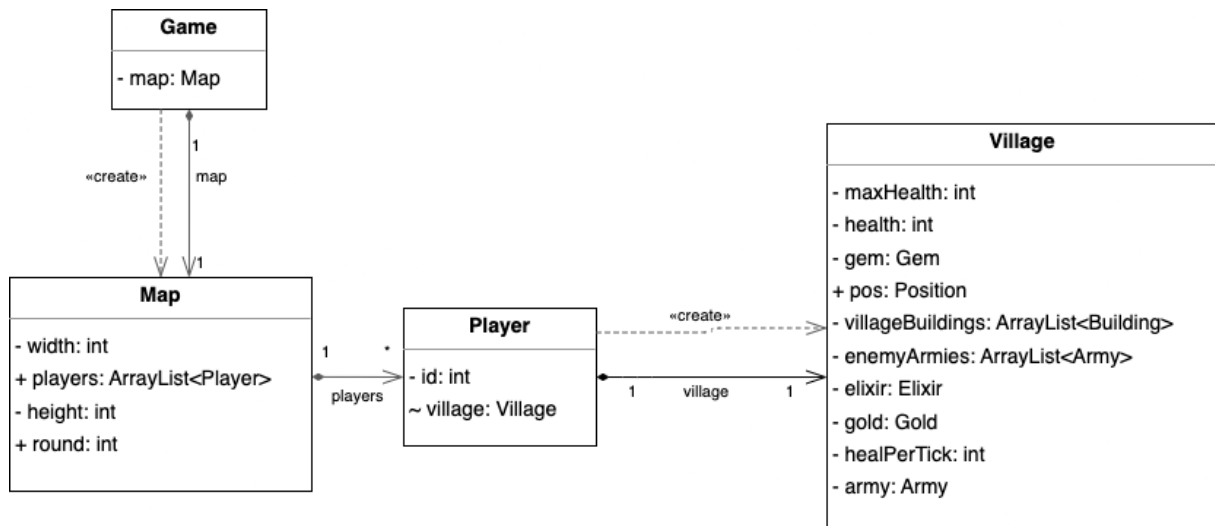 Game
- map: Map
«create»
1
map
1
Map
- width: int
+ players: ArrayList<Player>
- height: int
+ round: int
1
*
players
Player
- id: int
~ village: Village
«create»
1
village
1
Village
- maxHealth: int
- health: int
- gem: Gem
+ pos: Position
- villageBuildings: ArrayList<Building>
- enemyArmies: ArrayList<Army>
- elixir: Elixir
- gold: Gold
- healPerTick: int
- army: Army